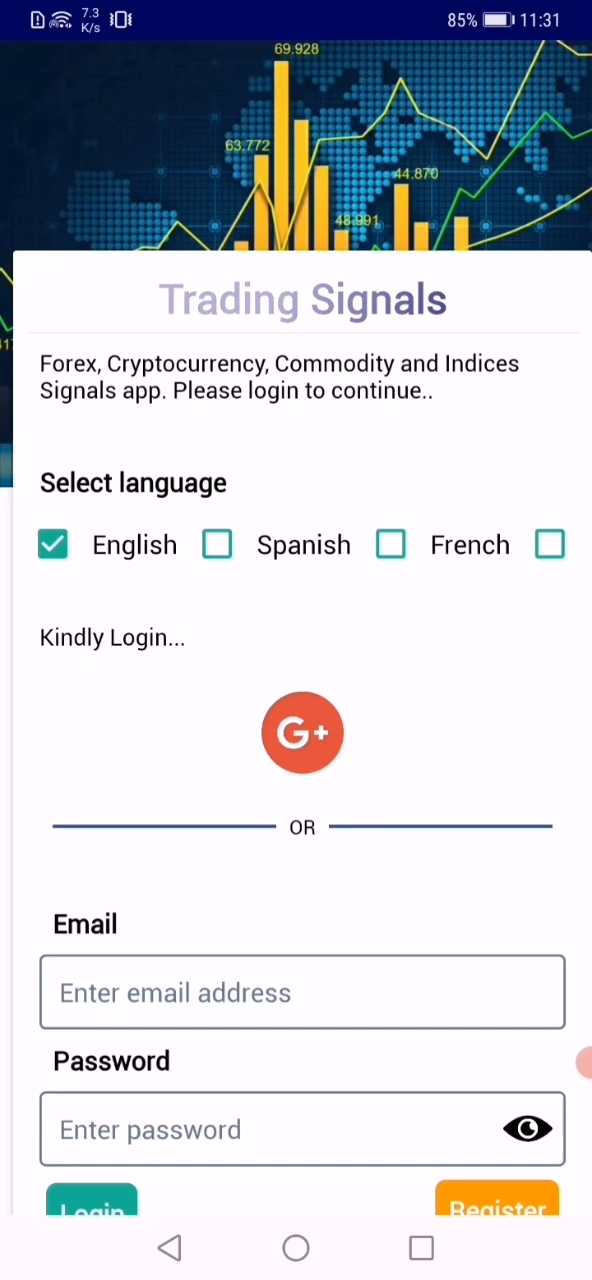 7.3
K/s
85% 11:31
69.928
63.772
44.870
48.991
Trading Signals
Forex, Cryptocurrency, Commodity and Indices
Signals app. Please login to continue..
Select language
English Spanish French
Kindly Login...
G+
OR
Email
Enter email address
Password
Enter password
Login Register